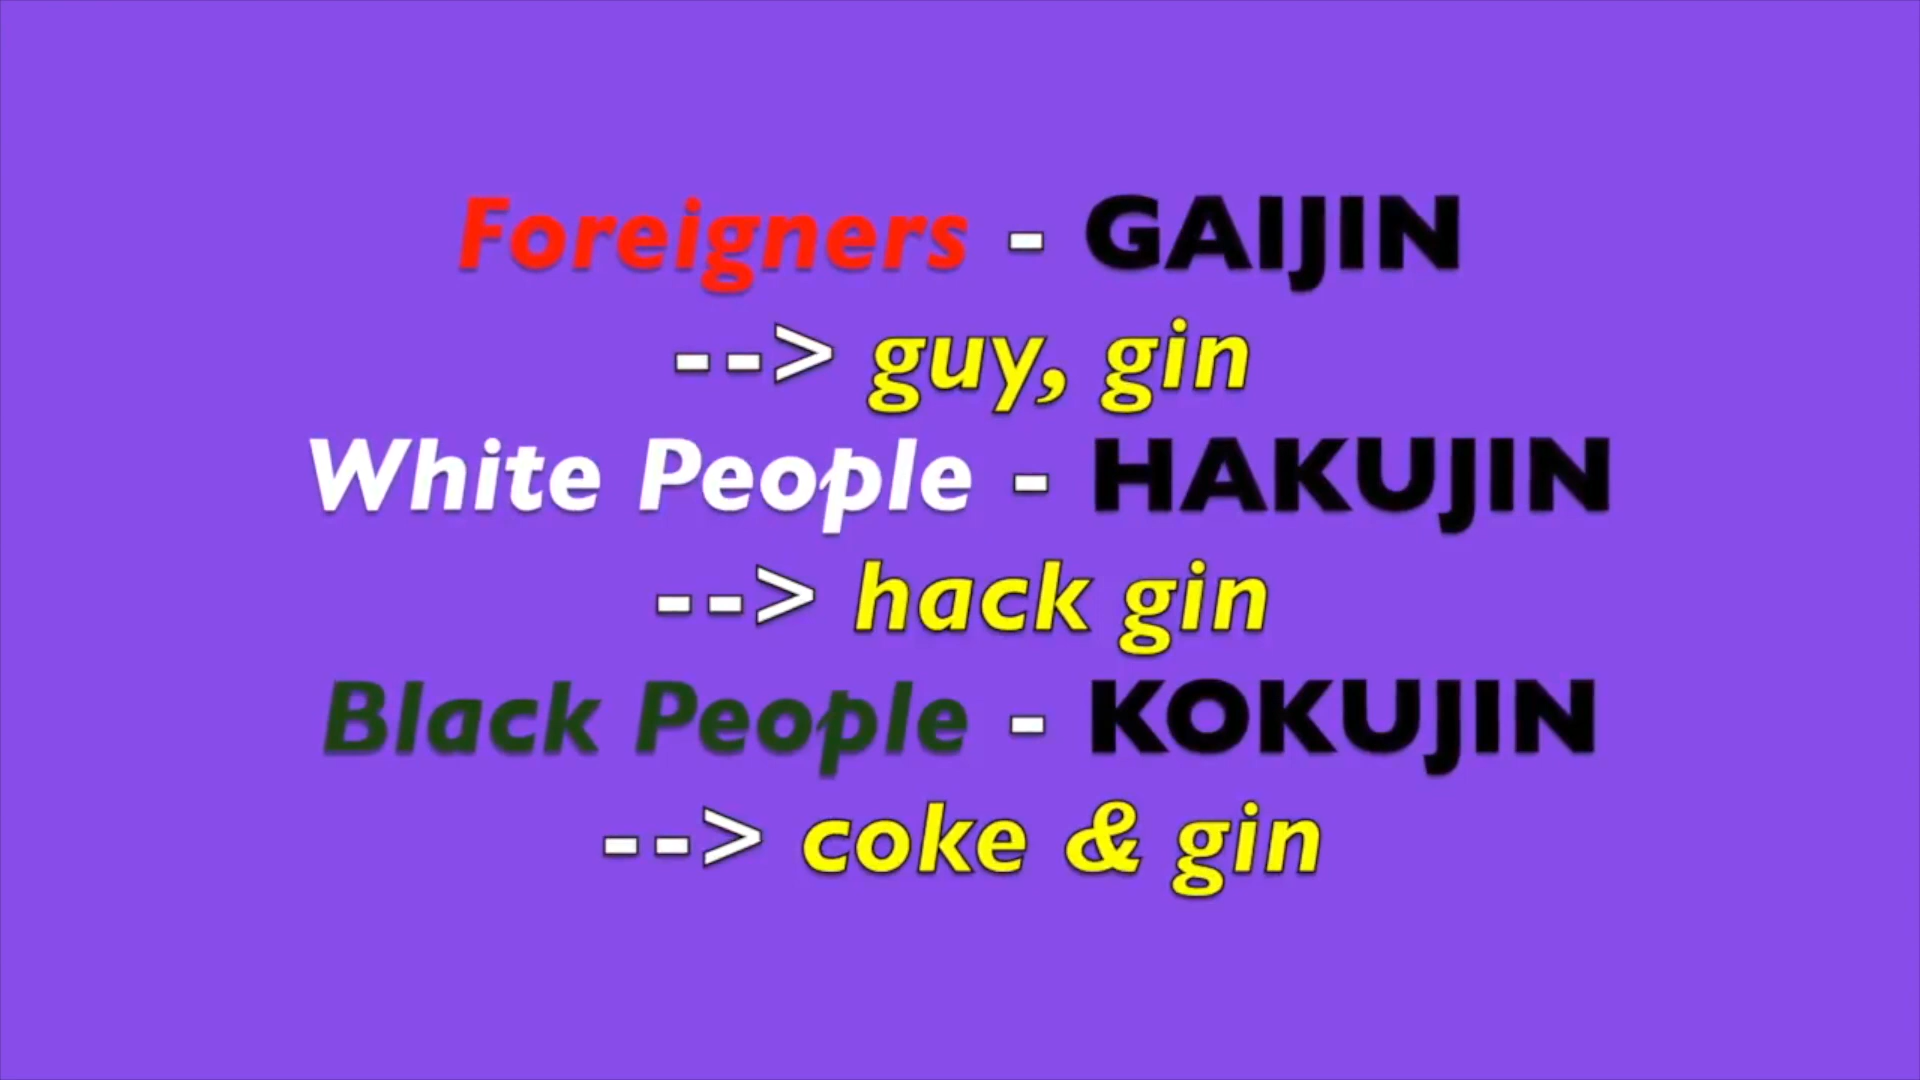 Foreigners - GAIJIN
--> guy, gin
White People - HAKUJIN
--> hack gin
Black People - KOKUJIN
--> coke & gin